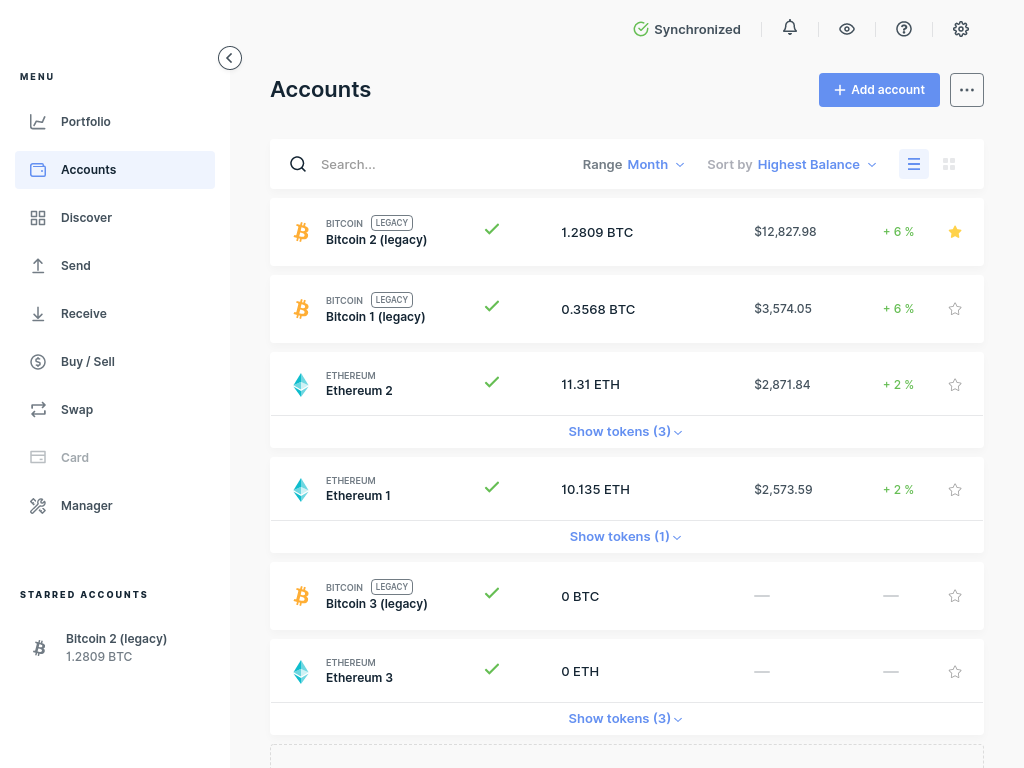 Synchronized
MENU
Portfolio
Accounts
Discover
Send
Receive
Buy / Sell
Swap
Card
Manager
STARRED ACCOUNTS
Bitcoin 2 (legacy)
1.2809 BTC
Accounts
Add account
Search...
Range Month
Sort by Highest Balance
BITCOIN LEGACY
Bitcoin 2 (legacy)
1.2809 BTC
$12,827.98
+ 6 %
BITCOIN LEGACY
Bitcoin 1 (legacy)
0.3568 BTC
$3,574.05
+ 6 %
ETHEREUM
Ethereum 2
11.31 ETH
$2,871.84
+ 2 %
Show tokens (3)
ETHEREUM
Ethereum 1
10.135 ETH
$2,573.59
+ 2 %
Show tokens (1)
BITCOIN LEGACY
Bitcoin 3 (legacy)
0 BTC
—
—
ETHEREUM
Ethereum 3
0 ETH
—
—
Show tokens (3)